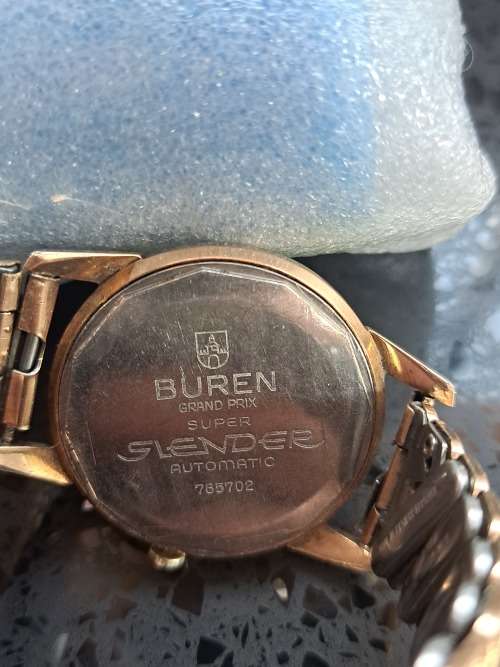 BUREN
GRAND PRIX
SUPER
SLENDER
AUTOMATIC
765702